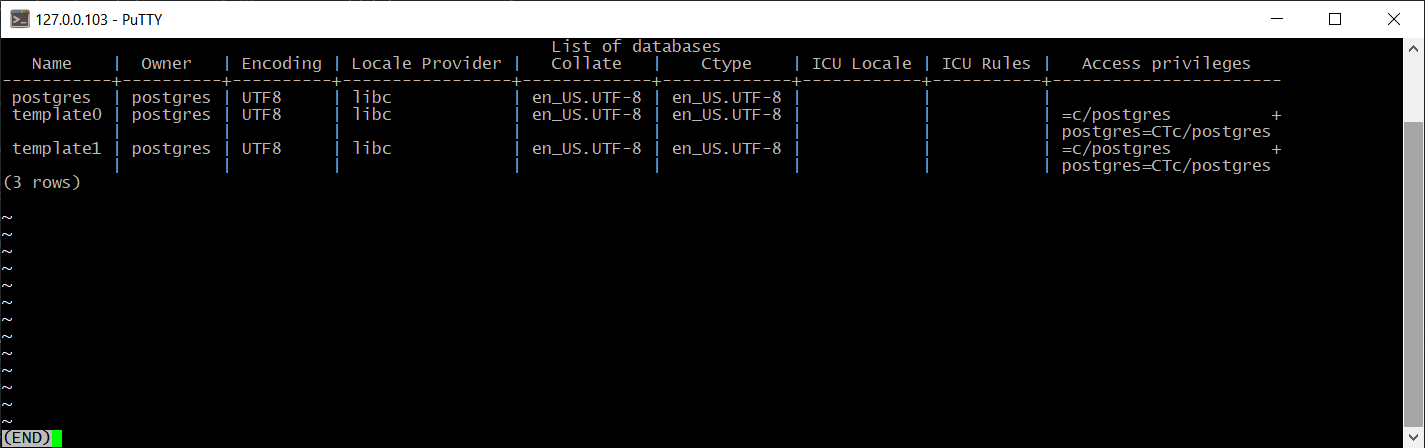 127.0.0.103 - PuTTY
                                                       List of databases
   Name    |  Owner   | Encoding | Locale Provider |   Collate   |    Ctype    | ICU Locale | ICU Rules |   Access privileges
-----------+----------+----------+-----------------+-------------+-------------+------------+-----------+-----------------------
 postgres  | postgres | UTF8     | libc            | en_US.UTF-8 | en_US.UTF-8 |            |           |
 template0 | postgres | UTF8     | libc            | en_US.UTF-8 | en_US.UTF-8 |            |           | =c/postgres          +
           |          |          |                 |             |             |            |           | postgres=CTc/postgres
 template1 | postgres | UTF8     | libc            | en_US.UTF-8 | en_US.UTF-8 |            |           | =c/postgres          +
           |          |          |                 |             |             |            |           | postgres=CTc/postgres
(3 rows)

~
~
~
~
~
~
~
~
~
~
~
~
~
(END)